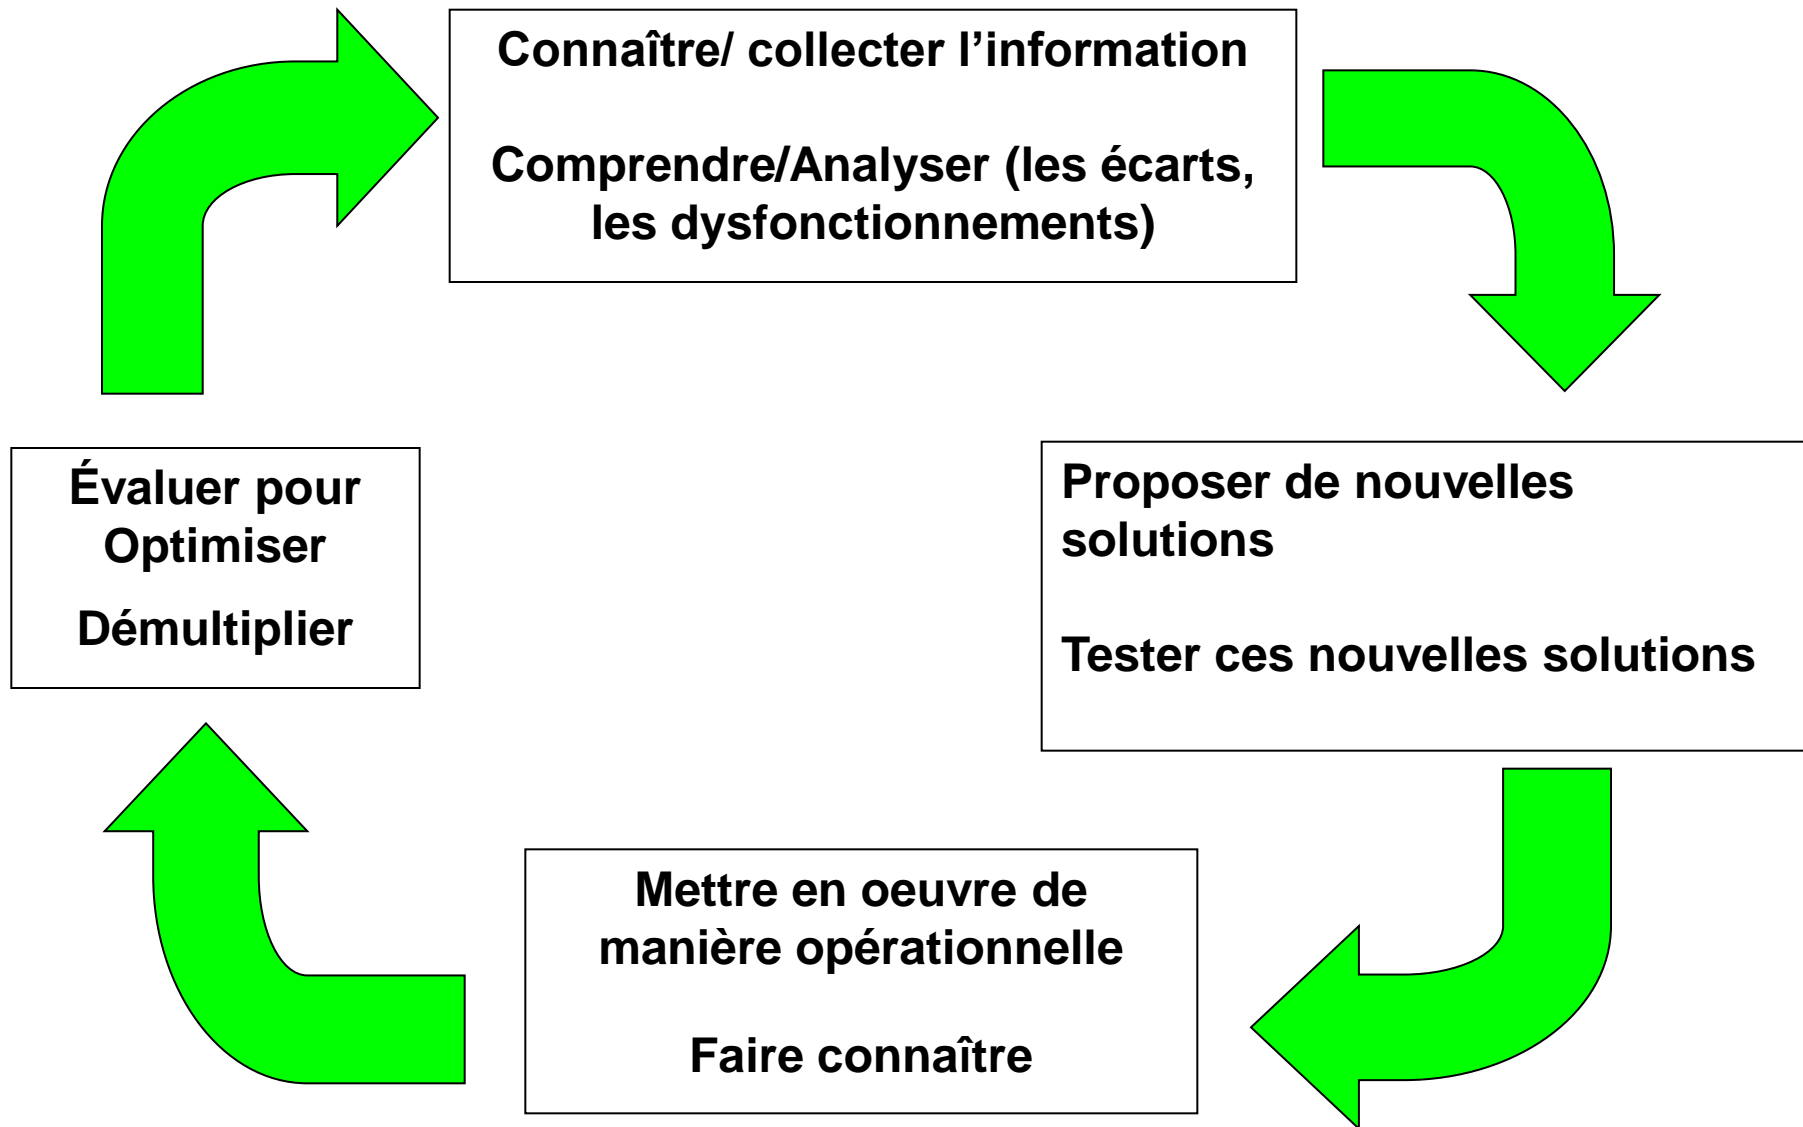 Connaître/ collecter l’information
Comprendre/Analyser (les écarts,
les dysfonctionnements)
Proposer de nouvelles
solutions
Tester ces nouvelles solutions
Mettre en oeuvre de
manière opérationnelle
Faire connaître
Évaluer pour
Optimiser
Démultiplier